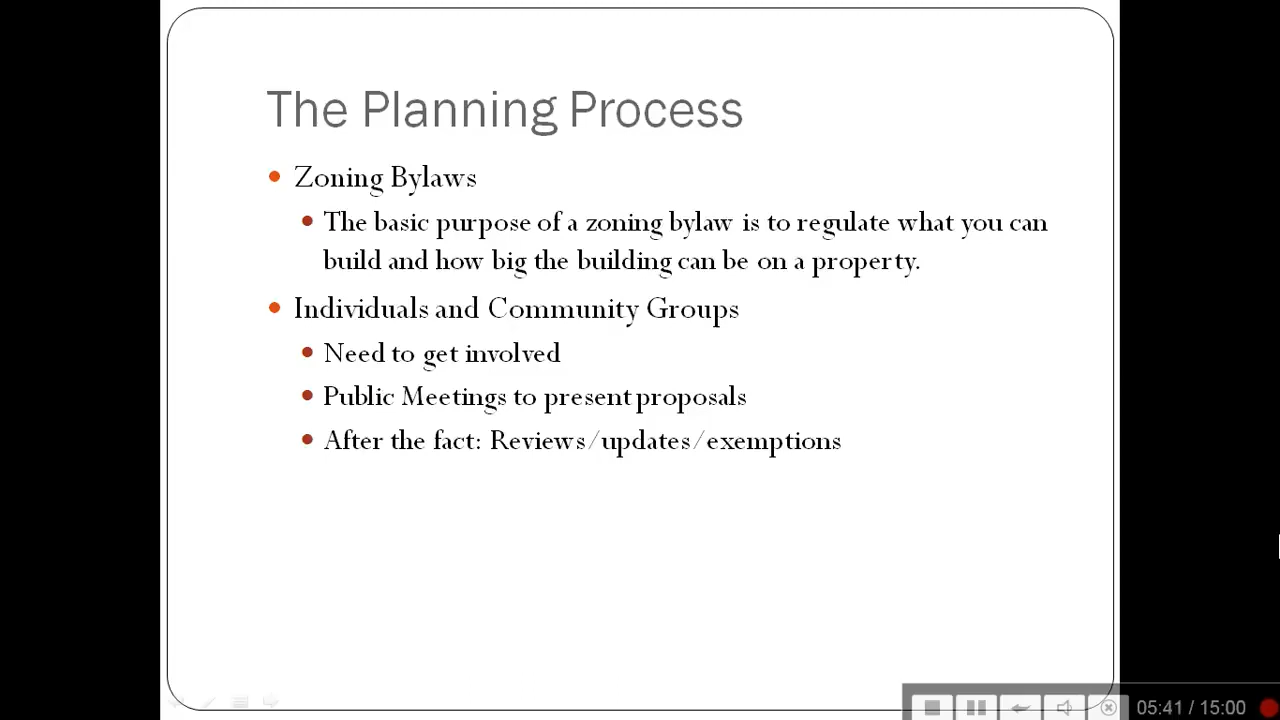 The Planning Process
Zoning Bylaws
The basic purpose of a zoning bylaw is to regulate what you can
build and how big the building can be on a property.
Individuals and Community Groups
Need to get involved
Public Meetings to present proposals
After the fact: Reviews/updates/exemptions
05:41 / 15:00